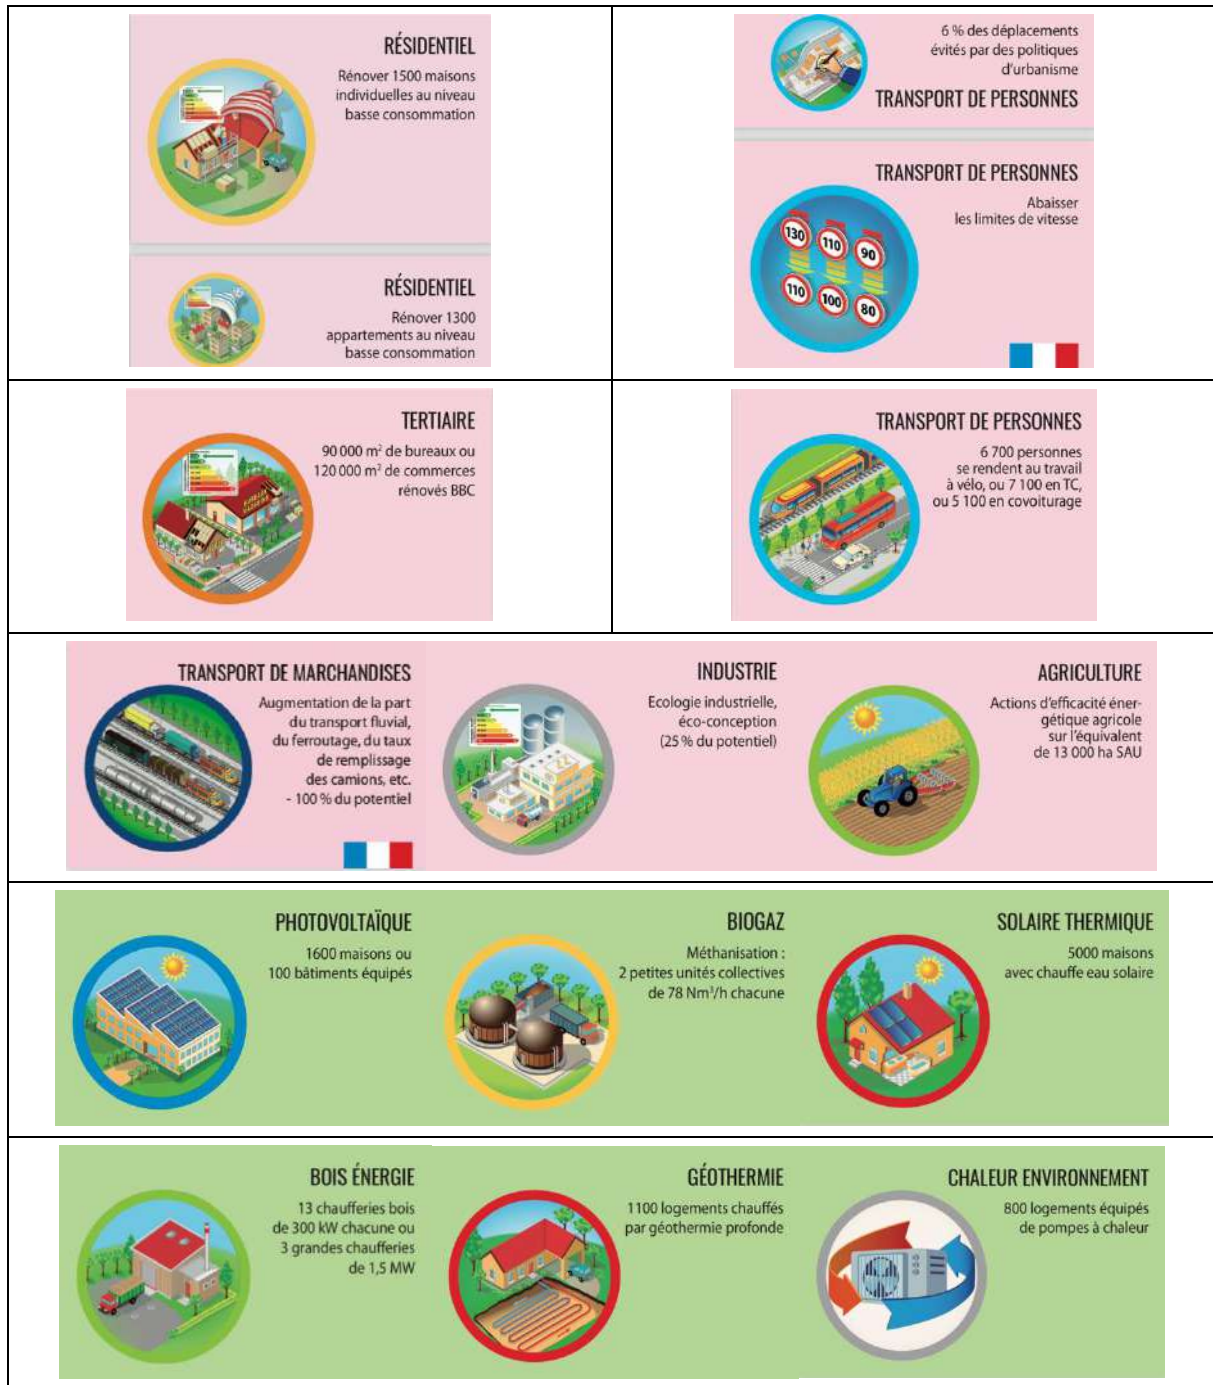 RÉSIDENTIEL
Rénover 1500 maisons
individuelles au niveau
basse consommation
RÉSIDENTIEL
Rénover 1300
appartements au niveau
basse consommation
6 % des déplacements
évités par des politiques
d'urbanisme
TRANSPORT DE PERSONNES
TRANSPORT DE PERSONNES
Abaisser
les limites de vitesse
130
110
90
110
100
80
TERTIAIRE
90 000 m² de bureaux ou
120 000 m² de commerces
rénovés BBC
TRANSPORT DE PERSONNES
6 700 personnes
se rendent au travail
à vélo, ou 7 100 en TC,
ou 5 100 en covoiturage
TRANSPORT DE MARCHANDISES
Augmentation de la part
du transport fluvial,
du ferroutage, du taux
de remplissage
des camions, etc.
- 100 % du potentiel
INDUSTRIE
Ecologie industrielle,
éco-conception
(25 % du potentiel)
AGRICULTURE
Actions d'efficacité éner-
gétique agricole
sur l'équivalent
de 13 000 ha SAU
PHOTOVOLTAÏQUE
1600 maisons ou
100 bâtiments équipés
BIOGAZ
Méthanisation :
2 petites unités collectives
de 78 Nm³/h chacune
SOLAIRE THERMIQUE
5000 maisons
avec chauffe eau solaire
BOIS ÉNERGIE
13 chaufferies bois
de 300 kW chacune ou
3 grandes chaufferies
de 1,5 MW
GÉOTHERMIE
1100 logements chauffés
par géothermie profonde
CHALEUR ENVIRONNEMENT
800 logements équipés
de pompes à chaleur